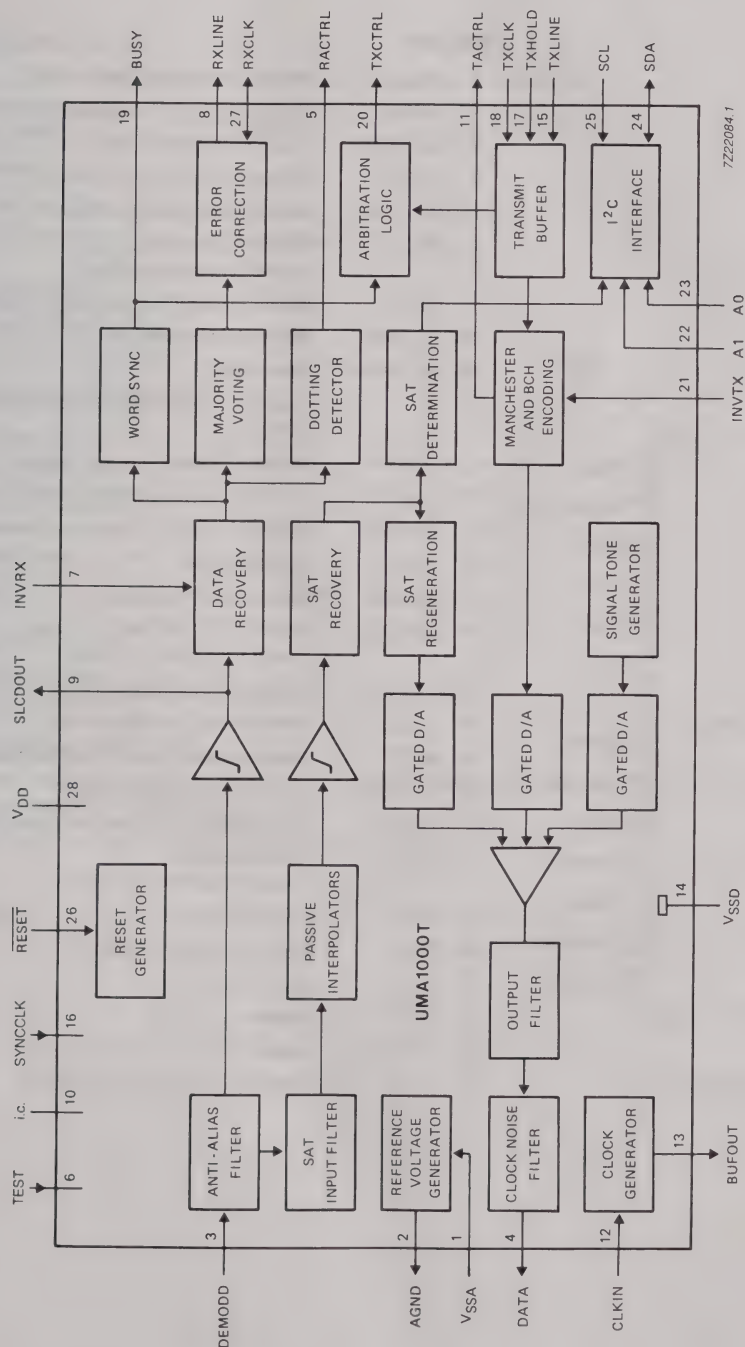 TEST
i.c.
SYNCCLK
RESET
VDD
SLCDOUT
INVRX
6
10
16
26
28
9
7
DEMODD
3
ANTI-ALIAS
FILTER
RESET
GENERATOR
DATA
RECOVERY
WORD SYNC
19
BUSY
MAJORITY
VOTING
ERROR
CORRECTION
8
RXLINE
27
RXCLK
SAT
INPUT FILTER
PASSIVE
INTERPOLATORS
SAT
RECOVERY
DOTTING
DETECTOR
5
RACTRL
ARBITRATION
LOGIC
20
TXCTRL
AGND
2
REFERENCE
VOLTAGE
GENERATOR
VSSA
1
UMA1000T
GATED D/A
SAT
REGENERATION
SAT
DETERMINATION
11
TACTRL
DATA
4
CLOCK NOISE
FILTER
OUTPUT
FILTER
GATED D/A
MANCHESTER
AND BCH
ENCODING
TRANSMIT
BUFFER
18
TXCLK
17
TXHOLD
15
TXLINE
CLKIN
12
CLOCK
GENERATOR
GATED D/A
SIGNAL TONE
GENERATOR
I²C
INTERFACE
25
SCL
24
SDA
13
14
21
22
23
BUFOUT
VSSD
INVTX
A1
A0
7Z22084.1